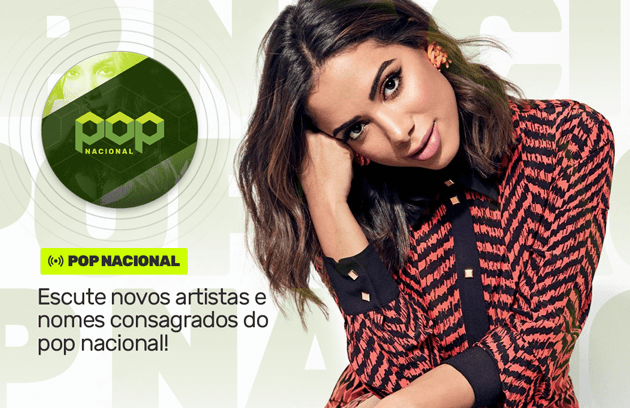 pop
NACIONAL
POP NACIONAL
Escute novos artistas e
nomes consagrados do
pop nacional!